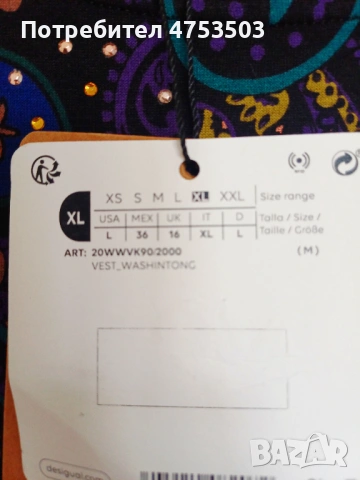 Потребител 4753503
XS S M L XL XXL Size range
XL
USA MEX UK IT D Talla / Size /
L 36 16 XL L Taille / Größe
ART: 20WWVK90/2000 (M)
VEST_WASHINTONG
desigual.com
BAZAR